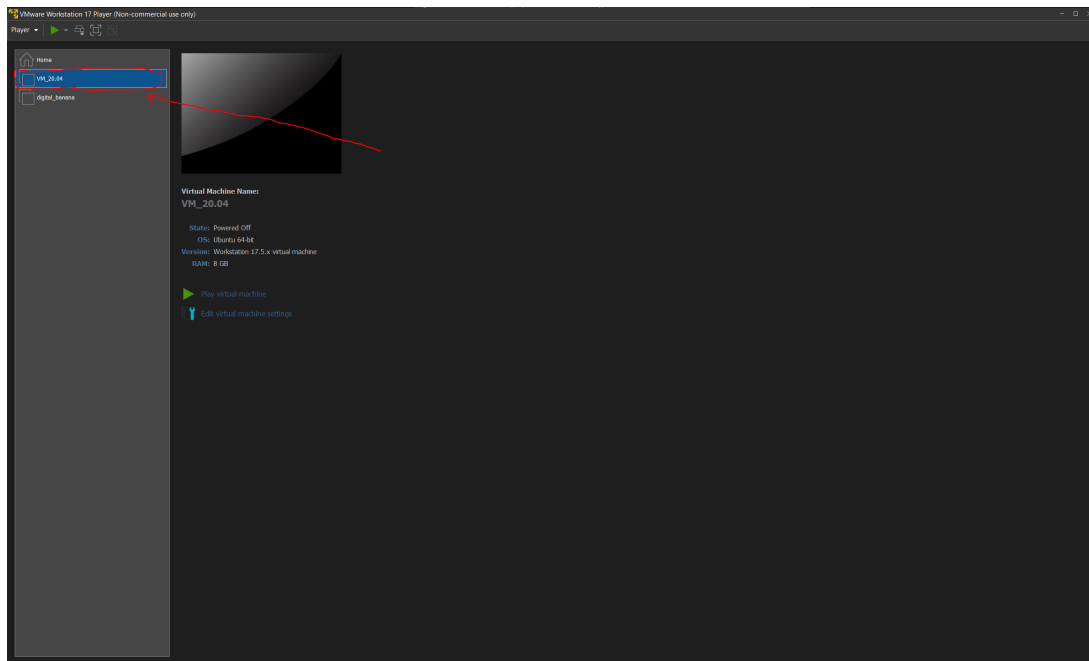 VMware Workstation 17 Player (Non-commercial use only)
Player
Home
VM_20.04
digital_banana
Virtual Machine Name:
VM_20.04
State: Powered Off
OS: Ubuntu 64-bit
Version: Workstation 17.5.x virtual machine
RAM: 8 GB
Play virtual machine
Edit virtual machine settings